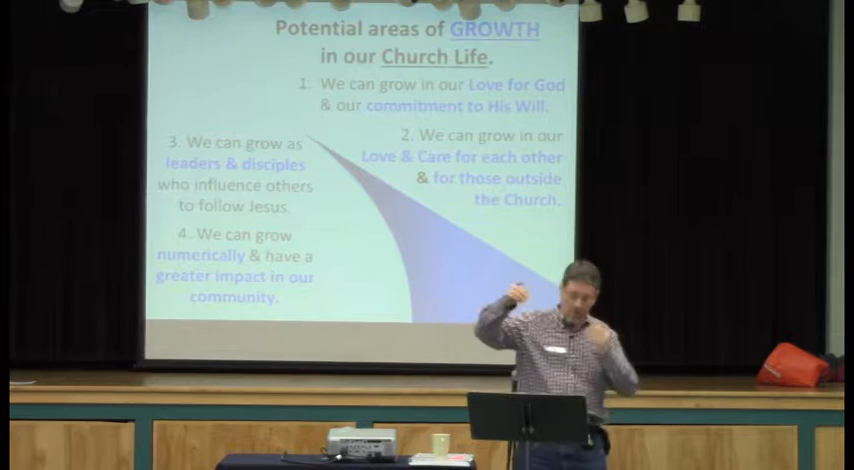 Potential areas of GROWTH
in our Church Life.
1. We can grow in our Love for God
& our commitment to His Will.
2. We can grow in our
Love & Care for each other
& for those outside
the Church.
3. We can grow as
leaders & disciples
who influence others
to follow Jesus.
4. We can grow
numerically & have a
greater impact in our
community.